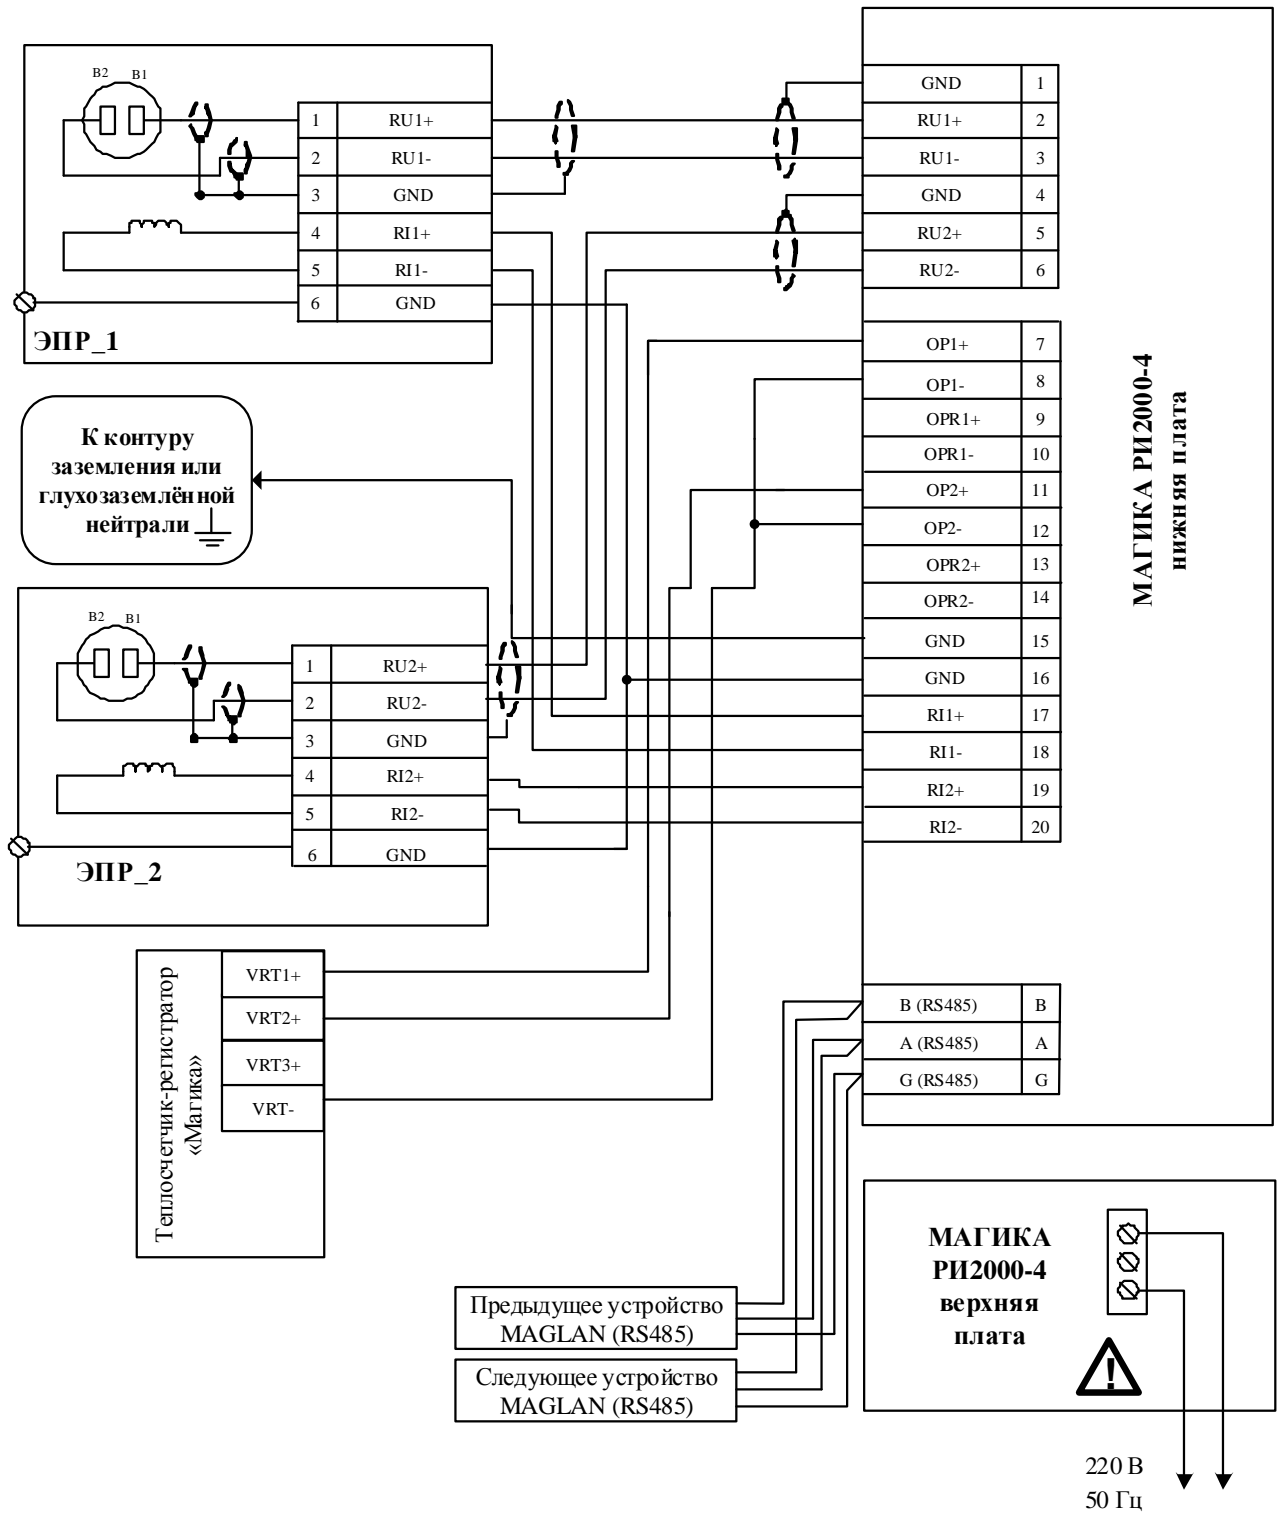 B2 B1
1 RU1+
2 RU1-
3 GND
4 RI1+
5 RI1-
6 GND
ЭПР_1
GND 1
RU1+ 2
RU1- 3
GND 4
RU2+ 5
RU2- 6
OP1+ 7
OP1- 8
OPR1+ 9
OPR1- 10
OP2+ 11
OP2- 12
OPR2+ 13
OPR2- 14
GND 15
GND 16
RI1+ 17
RI1- 18
RI2+ 19
RI2- 20
МАГИКА РИ2000-4
нижняя плата
К контуру
заземления или
глухозаземлённой
нейтрали
B2 B1
1 RU2+
2 RU2-
3 GND
4 RI2+
5 RI2-
6 GND
ЭПР_2
Теплосчетчик-регистратор
«Магика»
VRT1+
VRT2+
VRT3+
VRT-
B (RS485) B
A (RS485) A
G (RS485) G
Предыдущее устройство
MAGLAN (RS485)
Следующее устройство
MAGLAN (RS485)
МАГИКА
РИ2000-4
верхняя
плата
!
220 В
50 Гц